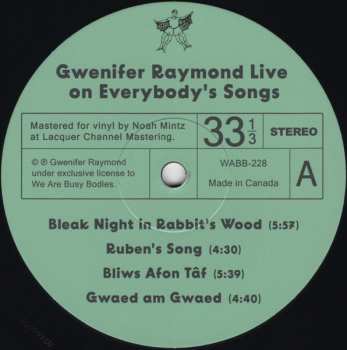 Gwenifer Raymond Live
on Everybody's Songs
Mastered for vinyl by Noah Mintz
at Lacquer Channel Mastering.
33 1/3
STEREO
© ℗ Gwenifer Raymond
under exclusive license to
We Are Busy Bodies.
WABB-228
Made in Canada
A
Bleak Night in Rabbit's Wood (5:57)
Ruben's Song (4:30)
Bliws Afon Tâf (5:39)
Gwaed am Gwaed (4:40)